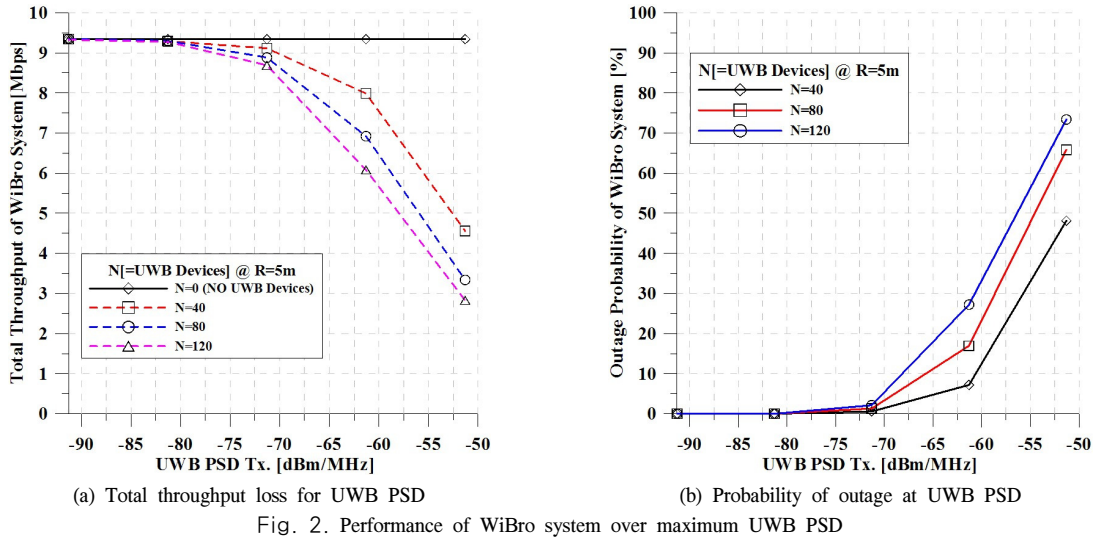 Total Throughput of WiBro System[Mbps]
10
9
8
7
6
5
4
3
2
1
0
N[=UWB Devices] @ R=5m
N=0 (NO UWB Devices)
N=40
N=80
N=120
-90 -85 -80 -75 -70 -65 -60 -55 -50
UWB PSD Tx. [dBm/MHz]
(a) Total throughput loss for UWB PSD
Outage Probability of WiBro System [%]
100
90
80
70
60
50
40
30
20
10
0
N[=UWB Devices] @ R=5m
N=40
N=80
N=120
-90 -85 -80 -75 -70 -65 -60 -55 -50
UWB PSD Tx. [dBm/MHz]
(b) Probability of outage at UWB PSD
Fig. 2. Performance of WiBro system over maximum UWB PSD